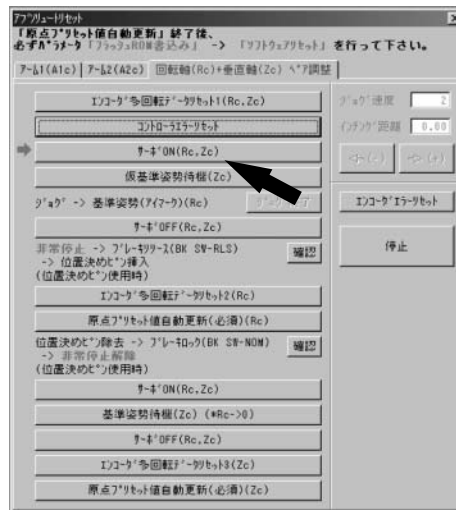 アブソリュートリセット
「原点プリセット値自動更新」終了後、
必ずパラメータ「フラッシュROM書込み」 -> 「ソフトウェアリセット」 を行って下さい。
アーム1(A1c)
アーム2(A2c)
回転軸(Rc)+垂直軸(Zc) ペア調整
エンコーダ多回転データリセット1(Rc,Zc)
コントローラエラーリセット
サーボON(Rc,Zc)
仮基準姿勢待機(Zc)
ジョグ -> 基準姿勢(アイマーク)(Rc)
サーボOFF(Rc,Zc)
非常停止 -> ブレーキリリース(BK SW-RLS)
-> 位置決めピン挿入
(位置決めピン使用時)
確認
エンコーダ多回転データリセット2(Rc)
原点プリセット値自動更新(必須)(Rc)
位置決めピン除去 -> ブレーキロック(BK SW-NOM)
-> 非常停止解除
(位置決めピン使用時)
確認
サーボON(Rc,Zc)
基準姿勢待機(Zc) (*Rc->0)
サーボOFF(Rc,Zc)
エンコーダ多回転データリセット3(Zc)
原点プリセット値自動更新(必須)(Zc)
ジョグ速度 2
インチング距離 0.00
<-(-)
->(+)
エンコーダエラーリセット
停止